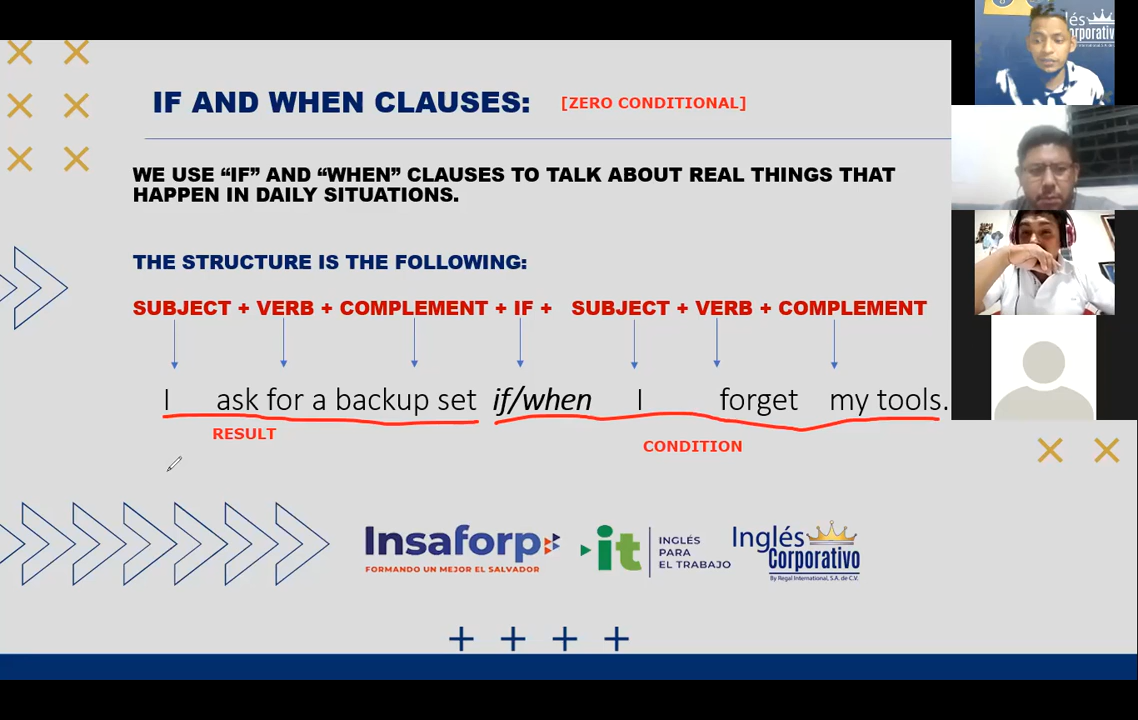 IF AND WHEN CLAUSES: [ZERO CONDITIONAL]
WE USE “IF” AND “WHEN” CLAUSES TO TALK ABOUT REAL THINGS THAT
HAPPEN IN DAILY SITUATIONS.
THE STRUCTURE IS THE FOLLOWING:
SUBJECT + VERB + COMPLEMENT + IF + SUBJECT + VERB + COMPLEMENT
I ask for a backup set if/when I forget my tools.
RESULT
CONDITION
Insaforp
FORMANDO UN MEJOR EL SALVADOR
it
INGLÉS
PARA
EL TRABAJO
Inglés
Corporativo
By Regal International, S.A. de C.V.